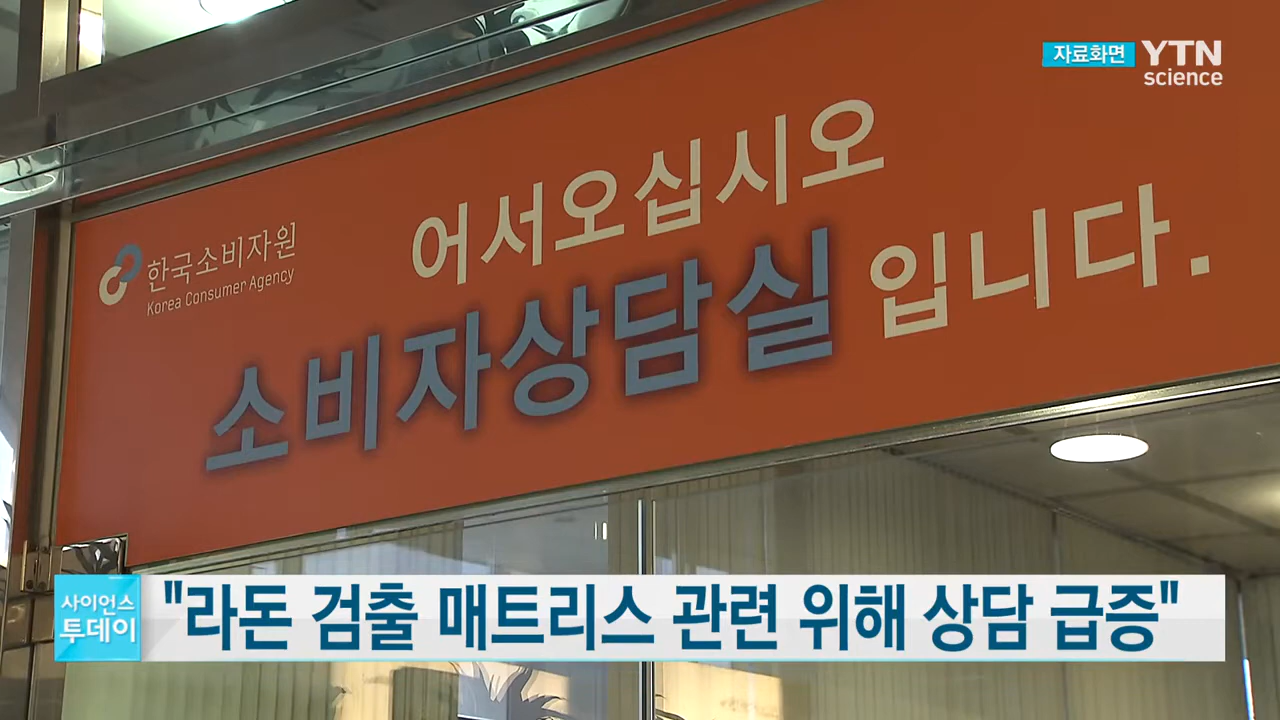 자료화면
YTN
science
한국소비자원
Korea Consumer Agency
어서오십시오
소비자상담실 입니다.
사이언스
투데이
"라돈 검출 매트리스 관련 위해 상담 급증"